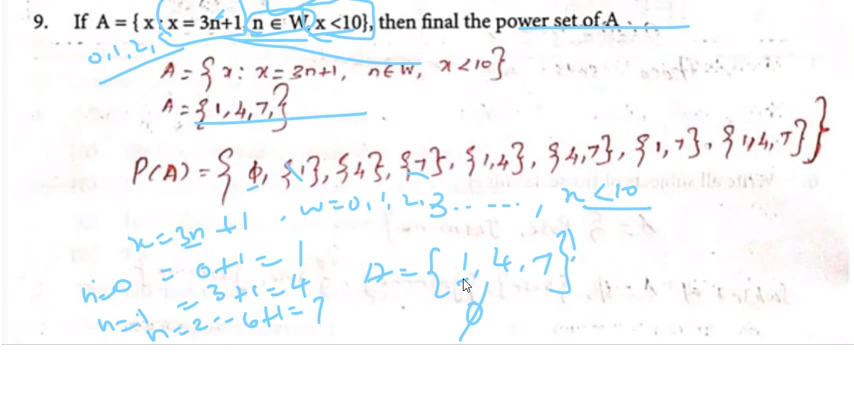 9. If A = { x : x = 3n+1, n ∈ W, x <10}, then final the power set of A
0,1,2,
A = { x : x = 3n+1, n∈W, x <10}
A = { 1, 4, 7, }
P(A) = { ϕ, {1}, {4}, {7}, {1,4}, {4,7}, {1,7}, {1,4,7} }
x = 3n +1 , w = 0, 1, 2, 3 ..... , x <10
n=0 = 0+1 = 1 A = { 1, 4, 7 }
n=1 = 3+1 = 4
n=2 = 6+1 = 7 ϕ